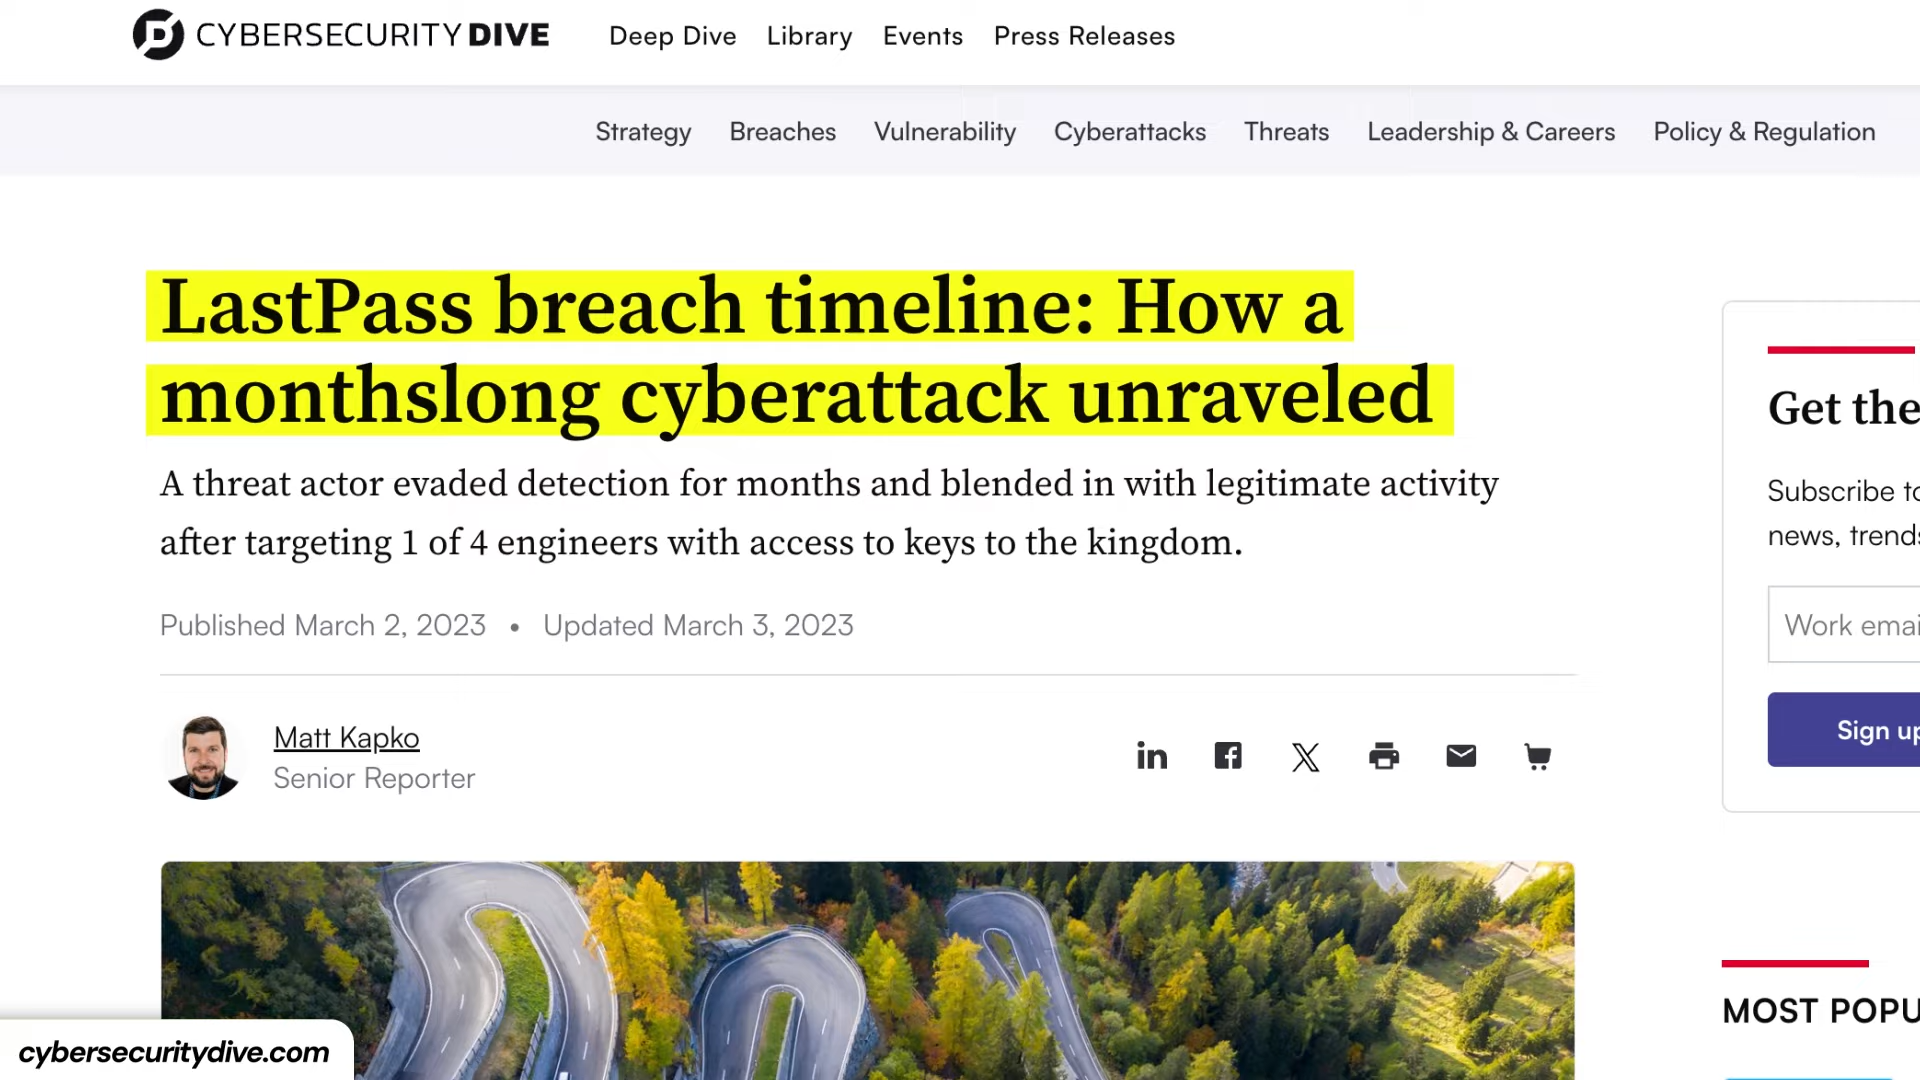 CYBERSECURITY DIVE
Deep Dive Library Events Press Releases
Strategy Breaches Vulnerability Cyberattacks Threats Leadership & Careers Policy & Regulation
LastPass breach timeline: How a
monthslong cyberattack unraveled
A threat actor evaded detection for months and blended in with legitimate activity
after targeting 1 of 4 engineers with access to keys to the kingdom.
Published March 2, 2023 • Updated March 3, 2023
Matt Kapko
Senior Reporter
Get the
Subscribe to
news, trends
Work emai
Sign up
MOST POPU
cybersecuritydive.com